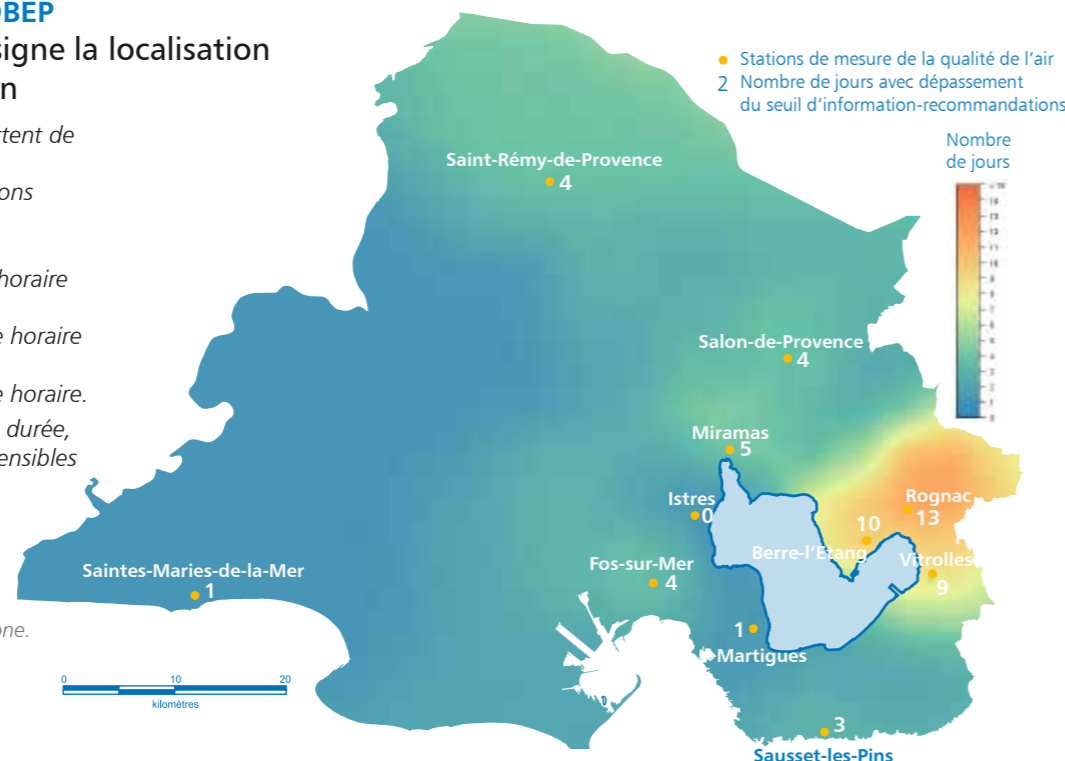 OBEP
signe la localisation
n
tent de
ons
horaire
e horaire
e horaire.
durée,
ensibles
one.
Stations de mesure de la qualité de l'air
2 Nombre de jours avec dépassement
du seuil d'information-recommandations
Nombre
de jours
Saint-Rémy-de-Provence
4
Salon-de-Provence
4
Miramas
5
Istres
0
Rognac
13
10
Berre-l'Etang
Vitrolles
9
Fos-sur-Mer
4
Saintes-Maries-de-la-Mer
1
1
Martigues
3
Sausset-les-Pins
0 10 20
kilomètres